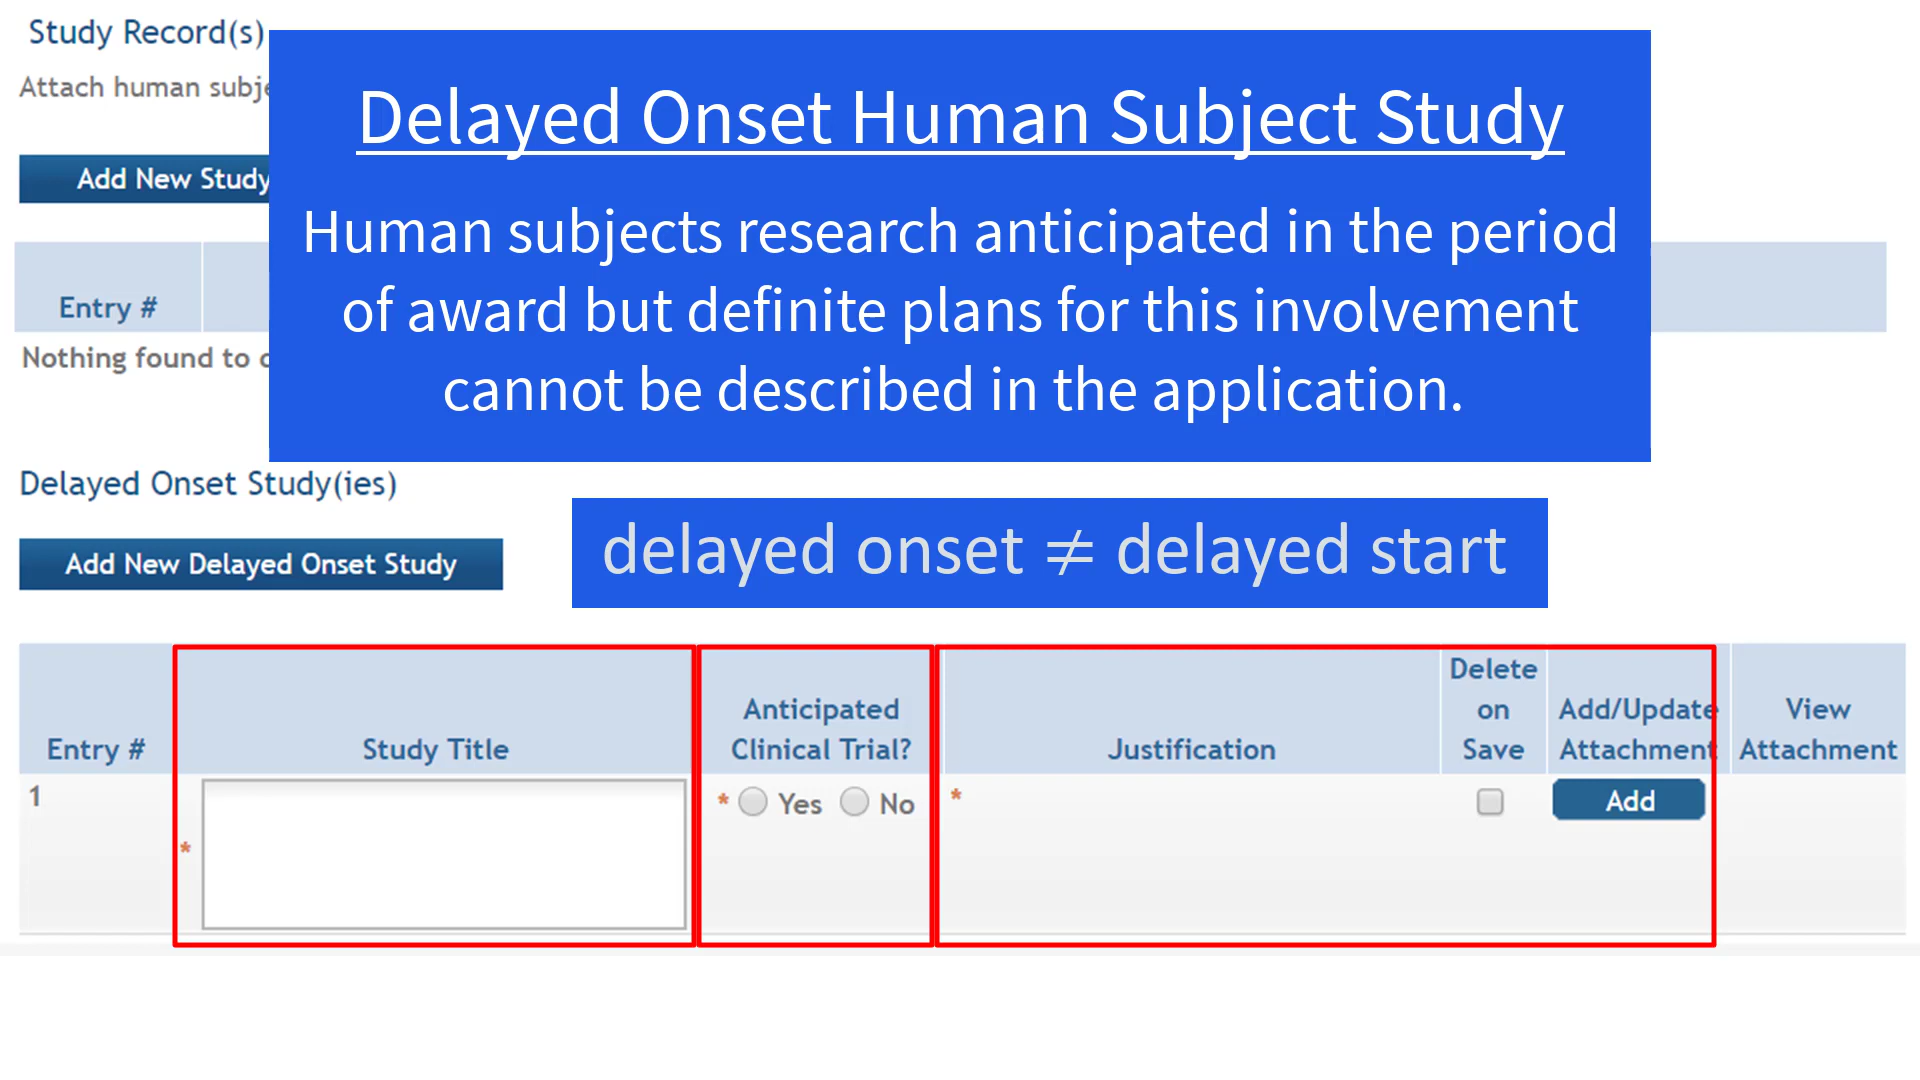 Study Record(s)
Attach human subje
Add New Study
Delayed Onset Human Subject Study
Human subjects research anticipated in the period
of award but definite plans for this involvement
cannot be described in the application.
Entry #
Nothing found to
Delayed Onset Study(ies)
Add New Delayed Onset Study
delayed onset ≠ delayed start
Entry #
Study Title
Anticipated
Clinical Trial?
Justification
Delete
on
Save
Add/Update
Attachment
View
Attachment
1
*
* Yes No
*
Add